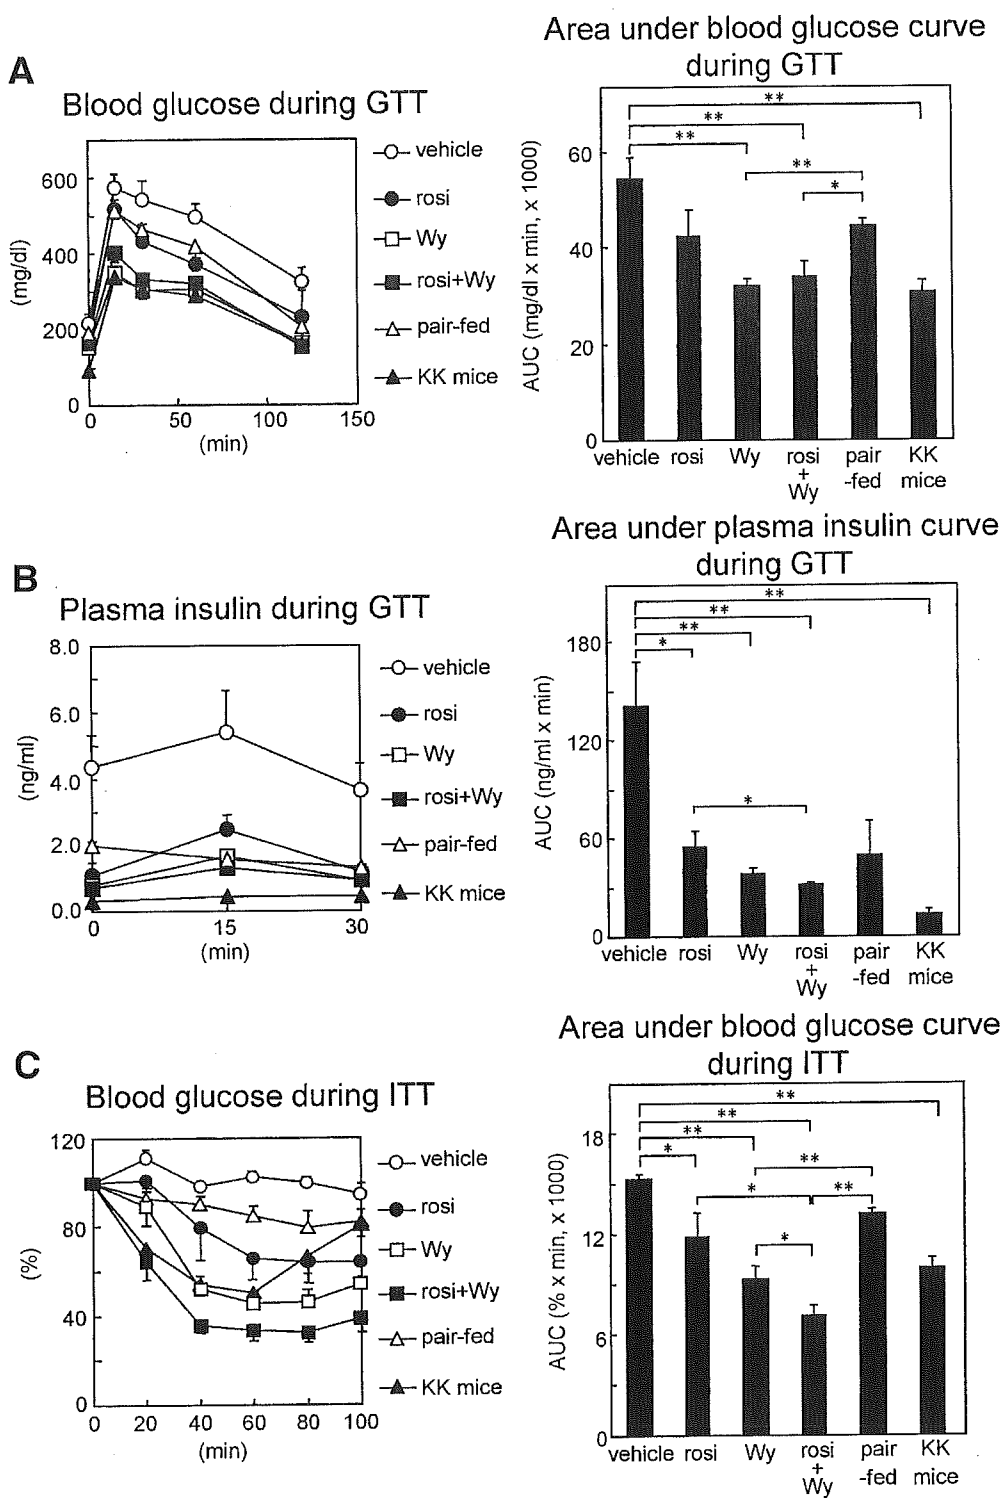 A
Blood glucose during GTT
(mg/dl)
600
400
200
0
0 50 100 150
(min)
vehicle
rosi
Wy
rosi+Wy
pair-fed
KK mice
Area under blood glucose curve
during GTT
AUC (mg/dl x min, x 1000)
60
40
20
0
**
**
**
**
*
vehicle rosi Wy rosi + Wy pair -fed KK mice
B
Plasma insulin during GTT
(ng/ml)
8.0
6.0
4.0
2.0
0.0
0 15 30
(min)
vehicle
rosi
Wy
rosi+Wy
pair-fed
KK mice
Area under plasma insulin curve
during GTT
AUC (ng/ml x min)
180
120
60
0
**
**
**
*
*
vehicle rosi Wy rosi + Wy pair -fed KK mice
C
Blood glucose during ITT
(%)
120
80
40
0
0 20 40 60 80 100
(min)
vehicle
rosi
Wy
rosi+Wy
pair-fed
KK mice
Area under blood glucose curve
during ITT
AUC (% x min, x 1000)
18
12
6
0
**
**
**
*
**
*
**
*
vehicle rosi Wy rosi + Wy pair -fed KK mice